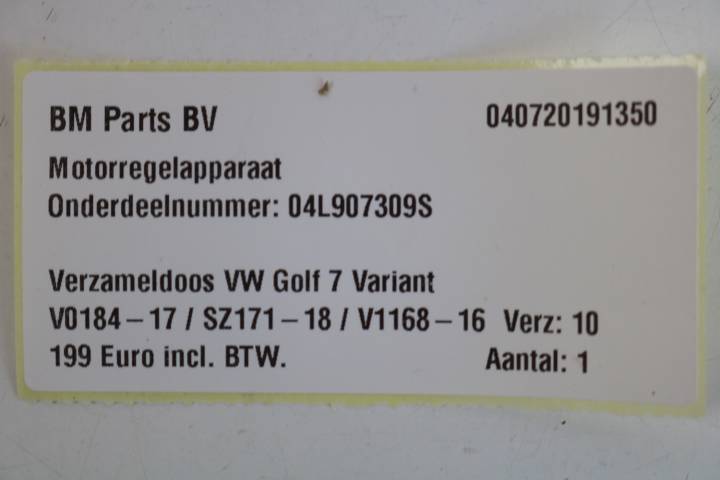 BM Parts BV 040720191350
Motorregelapparaat
Onderdeelnummer: 04L907309S
Verzameldoos VW Golf 7 Variant
V0184-17 / SZ171-18 / V1168-16 Verz: 10
199 Euro incl. BTW. Aantal: 1